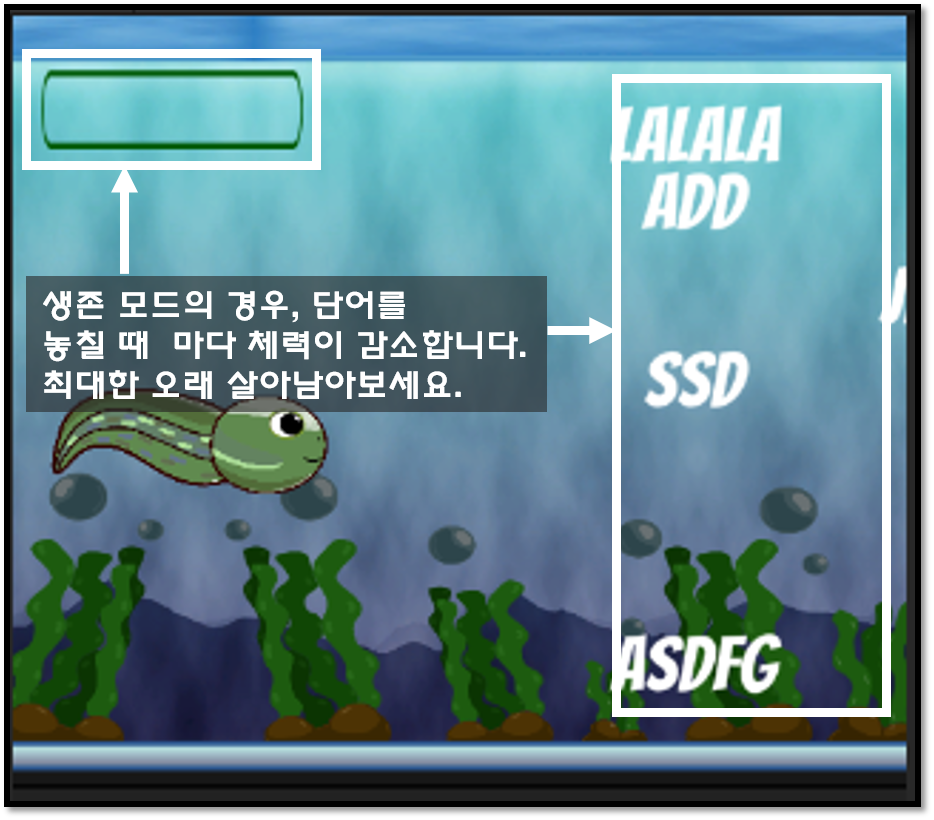 LALALA
ADD
생존 모드의 경우, 단어를
놓칠 때 마다 체력이 감소합니다.
최대한 오래 살아남아보세요.
SSD
ASDFG